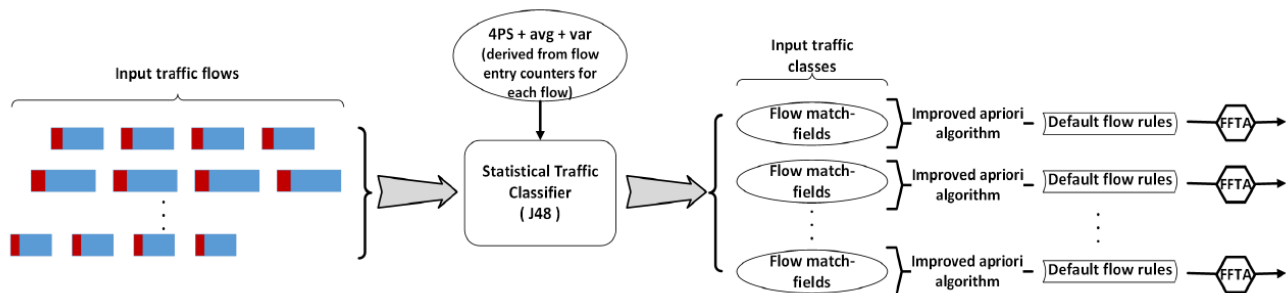 Input traffic flows
4PS + avg + var
(derived from flow
entry counters for
each flow)
Statistical Traffic
Classifier
( J48 )
Input traffic
classes
Flow match-
fields
Improved apriori
algorithm
Default flow rules
FFTA
Flow match-
fields
Improved apriori
algorithm
Default flow rules
FFTA
Flow match-
fields
Improved apriori
algorithm
Default flow rules
FFTA